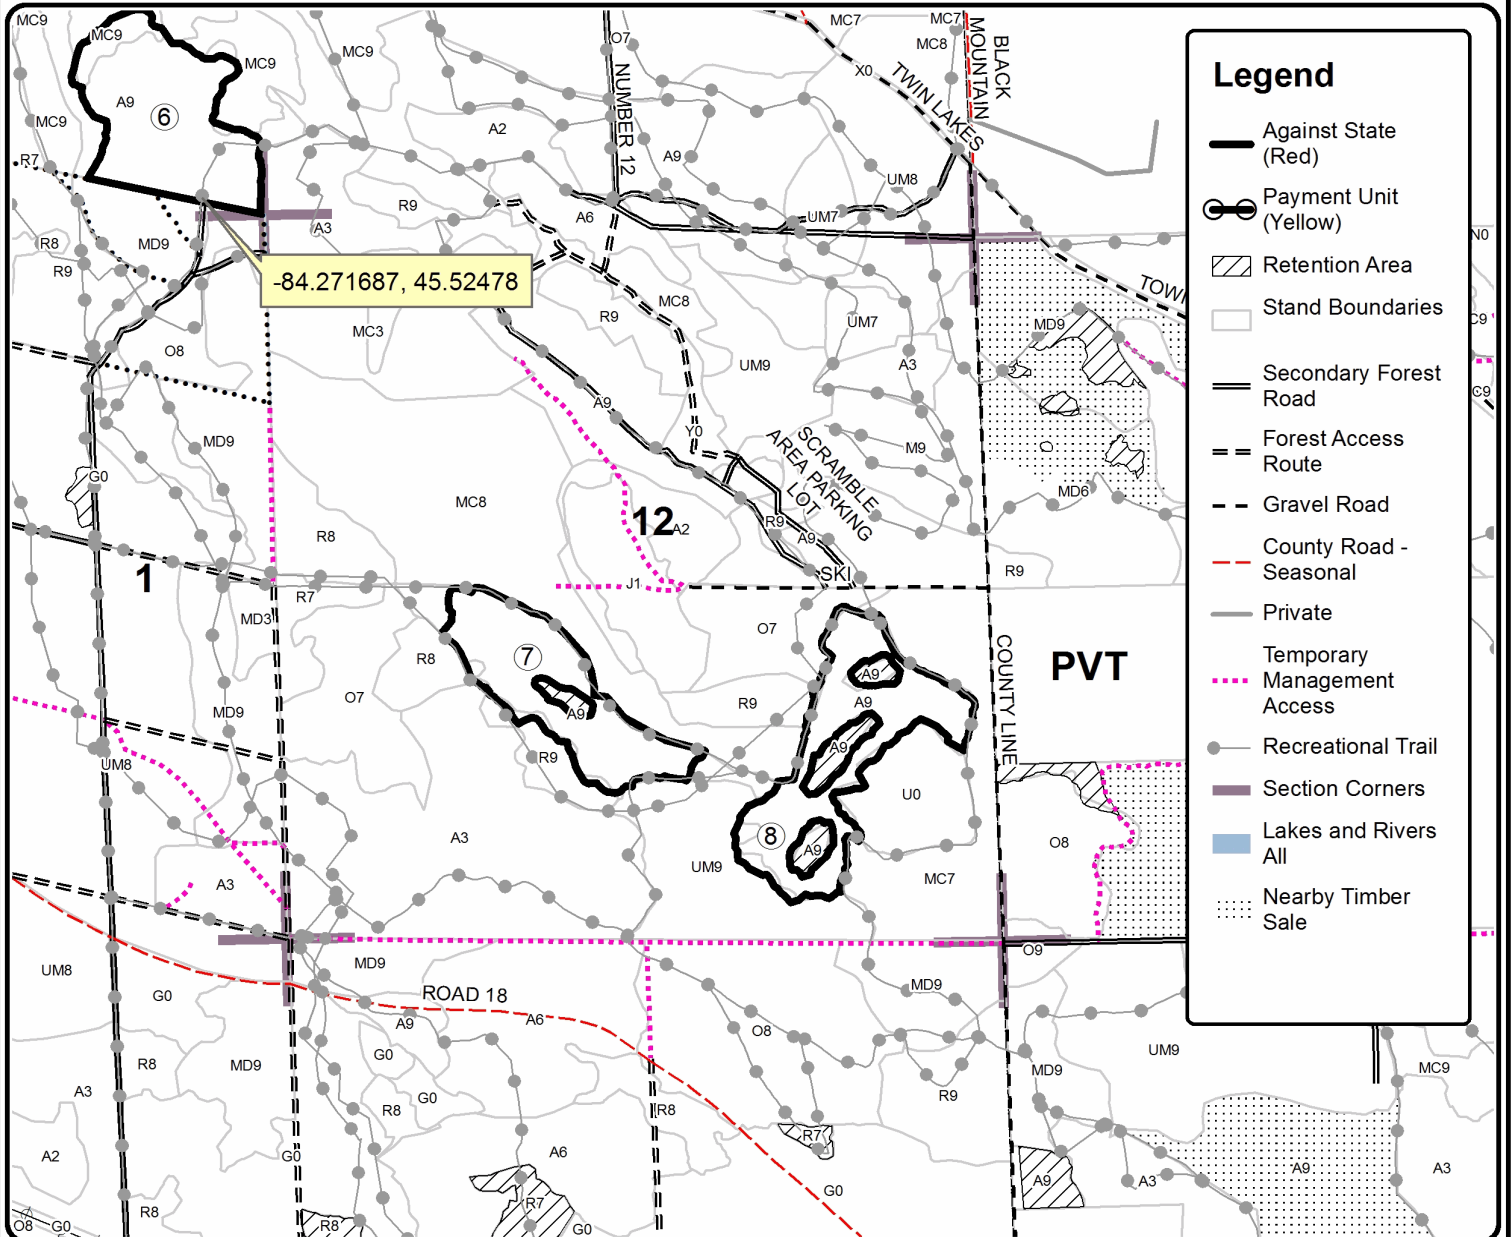 MC9
MC9
MC9
MC9
MC9
A9
6
R7
R8
R9
MD9
A3
R9
A2
O7
NUMBER 12
A9
A6
UM8
UM7
MC7
MC7
MC8
X0
TWIN LAKES
BLACK
MOUNTAIN
TOWI
N0
C9
C9
-84.271687, 45.52478
MC3
O8
MC8
R9
UM7
UM9
A3
MD9
A9
Y0
M9
SCRAMBLE
AREA PARKING
LOT
MD9
G0
MC8
12
A2
R9
A9
MD6
R8
1
SKI
R9
J1
R7
MD3
O7
R8
7
A9
COUNTY LINE
PVT
O7
MD9
R9
A9
A9
A9
R9
UM8
U0
8
A9
A3
UM9
MC7
O8
A3
UM8
G0
MD9
ROAD 18
A9
A6
O9
MD9
O8
G0
R8
MD9
A3
G0
R8
R8
R9
MD9
UM9
MC9
A2
G0
A6
R7
R7
G0
R8
R8
O8
G0
G0
A9
A3
A9
A3
Legend
Against State
(Red)
Payment Unit
(Yellow)
Retention Area
Stand Boundaries
Secondary Forest
Road
Forest Access
Route
Gravel Road
County Road -
Seasonal
Private
Temporary
Management
Access
Recreational Trail
Section Corners
Lakes and Rivers
All
Nearby Timber
Sale